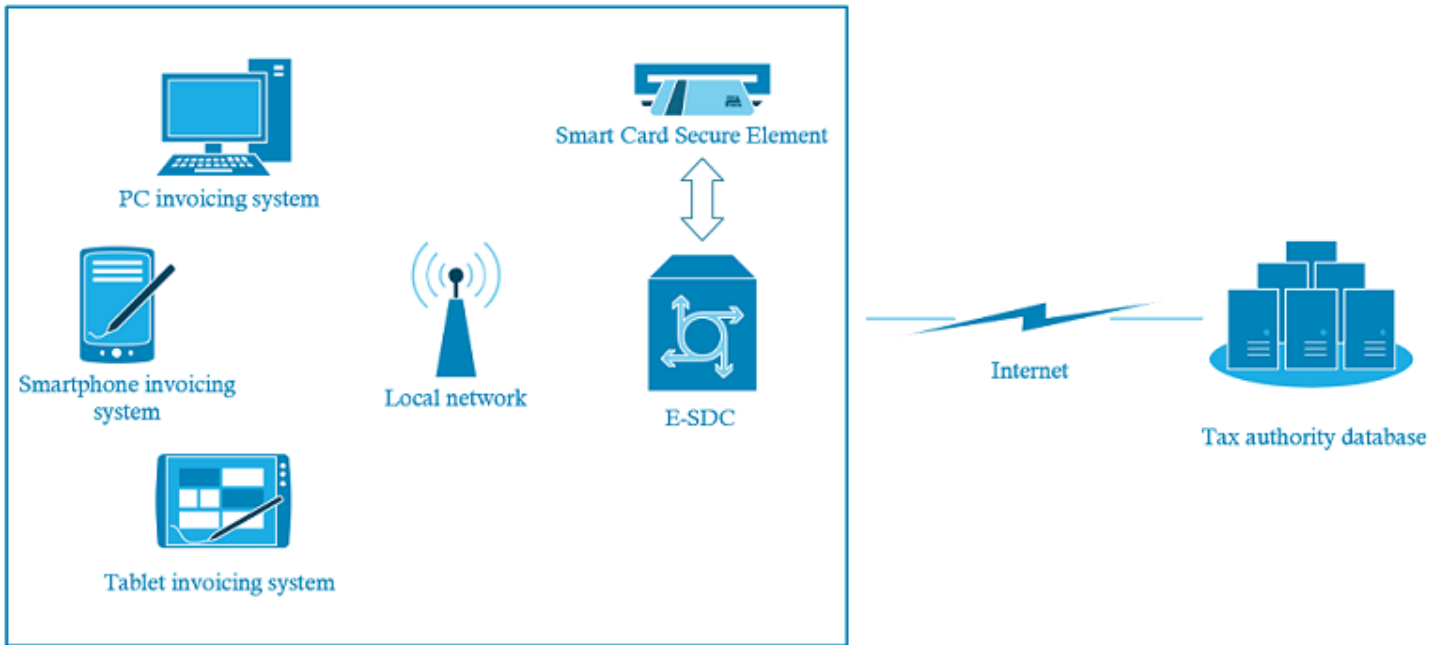 Smart Card Secure Element
PC invoicing system
Smartphone invoicing
system
Local network
E-SDC
Internet
Tax authority database
Tablet invoicing system